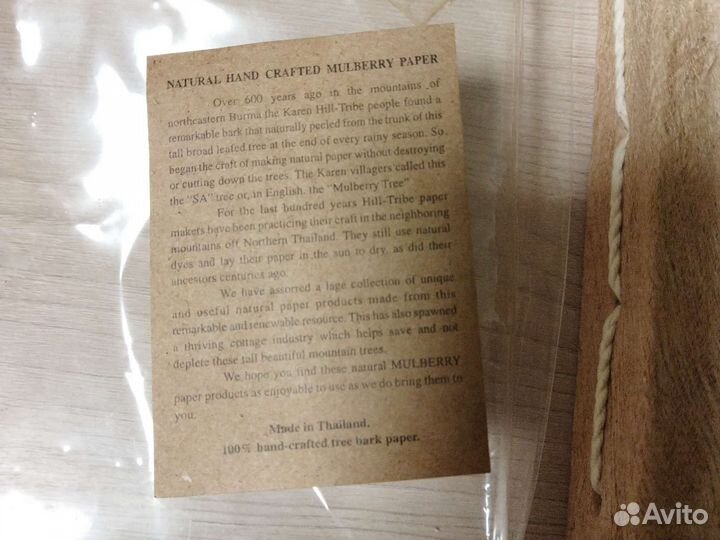 NATURAL HAND CRAFTED MULBERRY PAPER
Over 600 years ago in the mountains of
northeastern Burma the Karen Hill-Tribe people found a
remarkable bark that naturally peeled from the trunk of this
tall broad leafed tree at the end of every rainy season. So
began the craft of making natural paper without destroying
or cutting down the trees. The Karen villagers called this
the "SA" tree or, in English, the "Mulberry Tree"
For the last hundred years Hill-Tribe paper
makers have been practicing their craft in the neighboring
mountains off Northern Thailand. They still use natural
dyes and lay their paper in the sun to dry, as did their
ancestors centuries ago.
We have assorted a lage collection of unique
and useful natural paper products made from this
remarkable and renewable resource. This has also spawned
a thriving cottage industry which helps save and not
deplete these tall beautiful mountain trees.
We hope you find these natural MULBERRY
paper products as enjoyable to use as we do bring them to
you.
Made in Thailand.
100% hand-crafted tree bark paper.
Avito